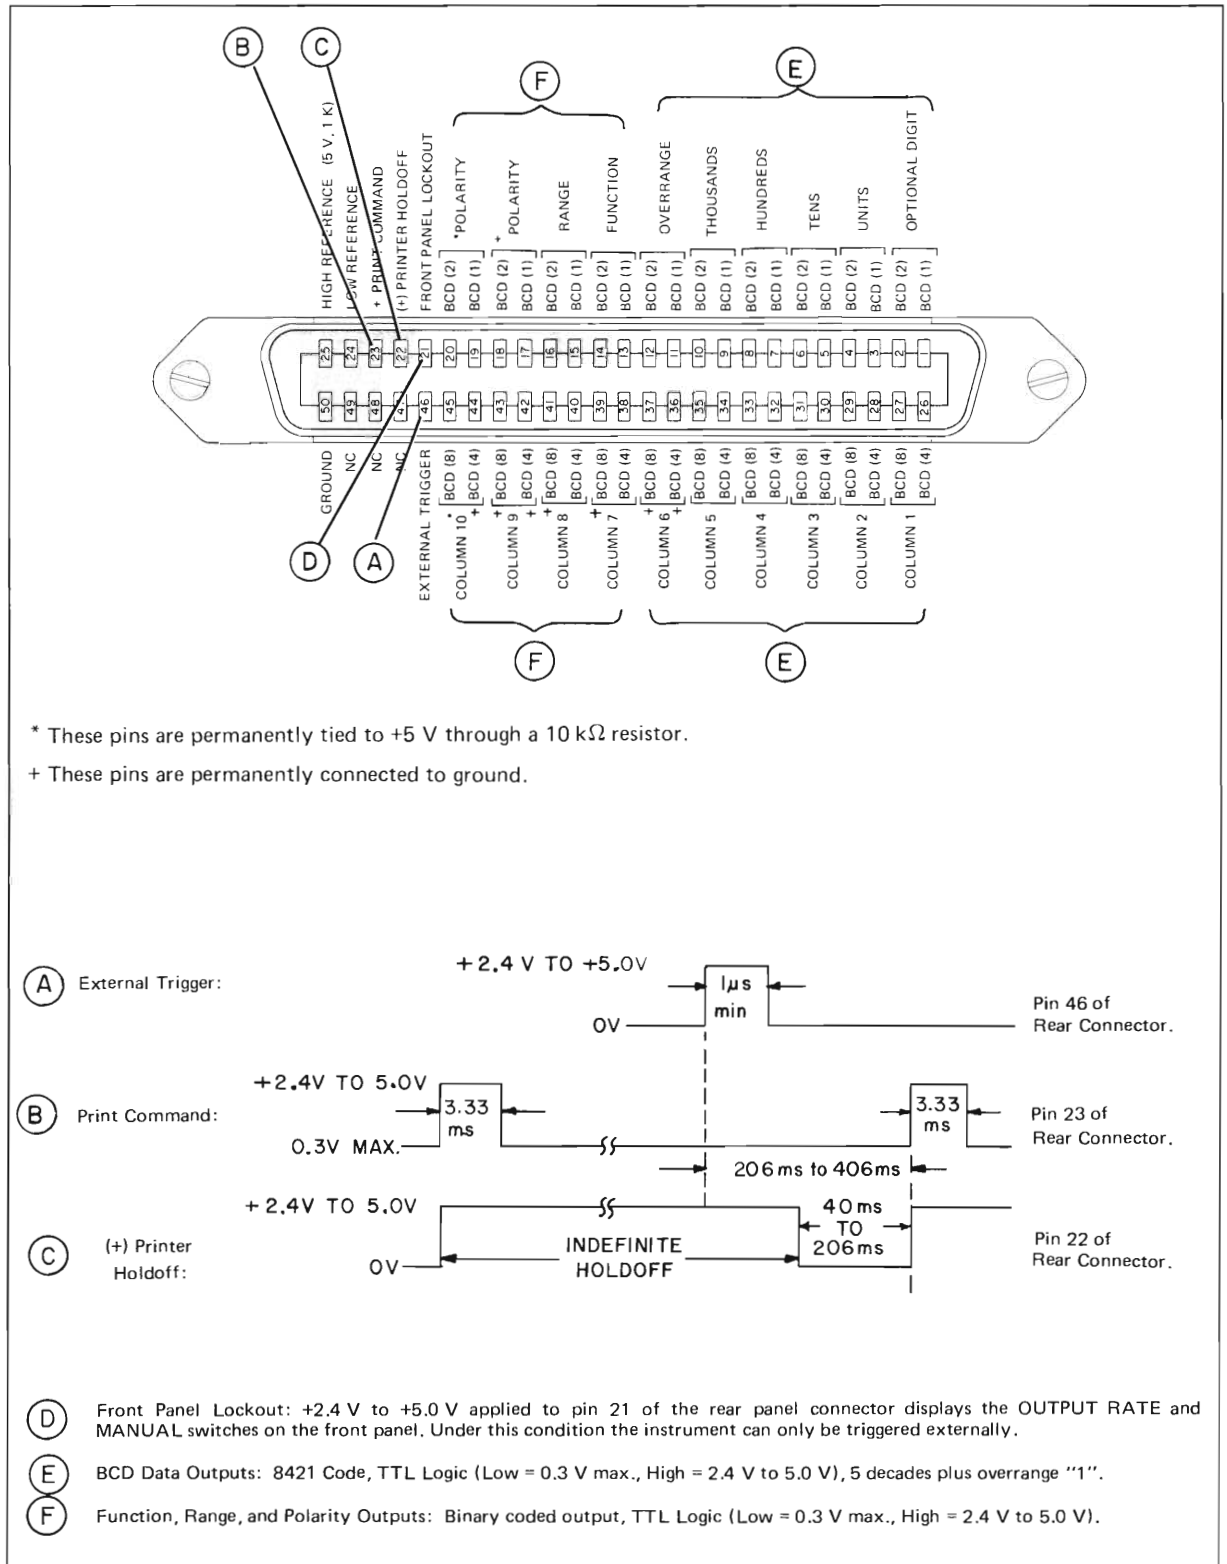 B
C
F
E
HIGH REFERENCE (5 V, 1 K)
LOW REFERENCE
+ PRINT COMMAND
(+) PRINTER HOLDOFF
FRONT PANEL LOCKOUT
*POLARITY
+ POLARITY
RANGE
FUNCTION
OVERRANGE
THOUSANDS
HUNDREDS
TENS
UNITS
OPTIONAL DIGIT
BCD (2) BCD (1) BCD (2) BCD (1) BCD (2) BCD (1) BCD (2) BCD (1) BCD (2) BCD (1) BCD (2) BCD (1) BCD (2) BCD (1) BCD (2) BCD (1) BCD (2) BCD (1) BCD (2) BCD (1)
25 24 23 22 21 20 19 18 17 16 15 14 13 12 11 10 9 8 7 6 5 4 3 2 1
50 49 48 47 46 45 44 43 42 41 40 39 38 37 36 35 34 33 32 31 30 29 28 27 26
GROUND
NC
NC
NC
EXTERNAL TRIGGER
BCD (8) BCD (4) BCD (8) BCD (4) BCD (8) BCD (4) BCD (8) BCD (4) BCD (8) BCD (4) BCD (8) BCD (4) BCD (8) BCD (4) BCD (8) BCD (4) BCD (8) BCD (4) BCD (8) BCD (4)
* + + + + + + +
COLUMN 10
COLUMN 9
COLUMN 8
COLUMN 7
COLUMN 6
COLUMN 5
COLUMN 4
COLUMN 3
COLUMN 2
COLUMN 1
D
A
F
E
* These pins are permanently tied to +5 V through a 10 kΩ resistor.
+ These pins are permanently connected to ground.
A External Trigger:
+2.4 V TO +5.0V
0V
1µs
min
Pin 46 of
Rear Connector.
B Print Command:
+2.4V TO 5.0V
0.3V MAX.
3.33
ms
3.33
ms
Pin 23 of
Rear Connector.
206ms to 406ms
C (+) Printer
Holdoff:
+2.4V TO 5.0V
0V
INDEFINITE
HOLDOFF
40ms
TO
206ms
Pin 22 of
Rear Connector.
D Front Panel Lockout: +2.4 V to +5.0 V applied to pin 21 of the rear panel connector displays the OUTPUT RATE and
MANUAL switches on the front panel. Under this condition the instrument can only be triggered externally.
E BCD Data Outputs: 8421 Code, TTL Logic (Low = 0.3 V max., High = 2.4 V to 5.0 V), 5 decades plus overrange "1".
F Function, Range, and Polarity Outputs: Binary coded output, TTL Logic (Low = 0.3 V max., High = 2.4 V to 5.0 V).